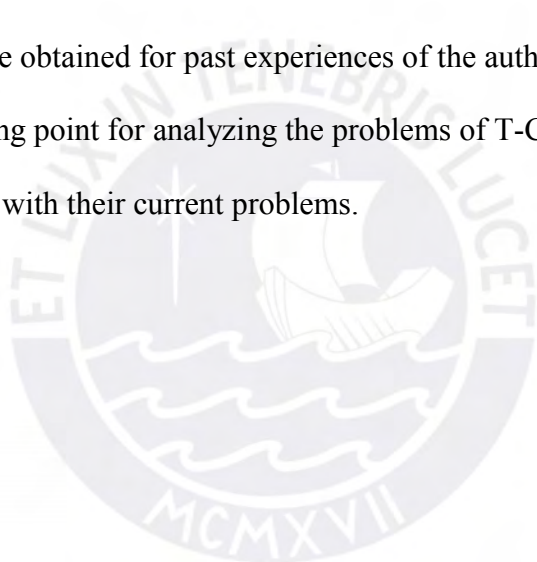 e obtained for past experiences of the auth
ng point for analyzing the problems of T-C
with their current problems.
ET LUX IN TENEBRIS LUCET
MCMXVII